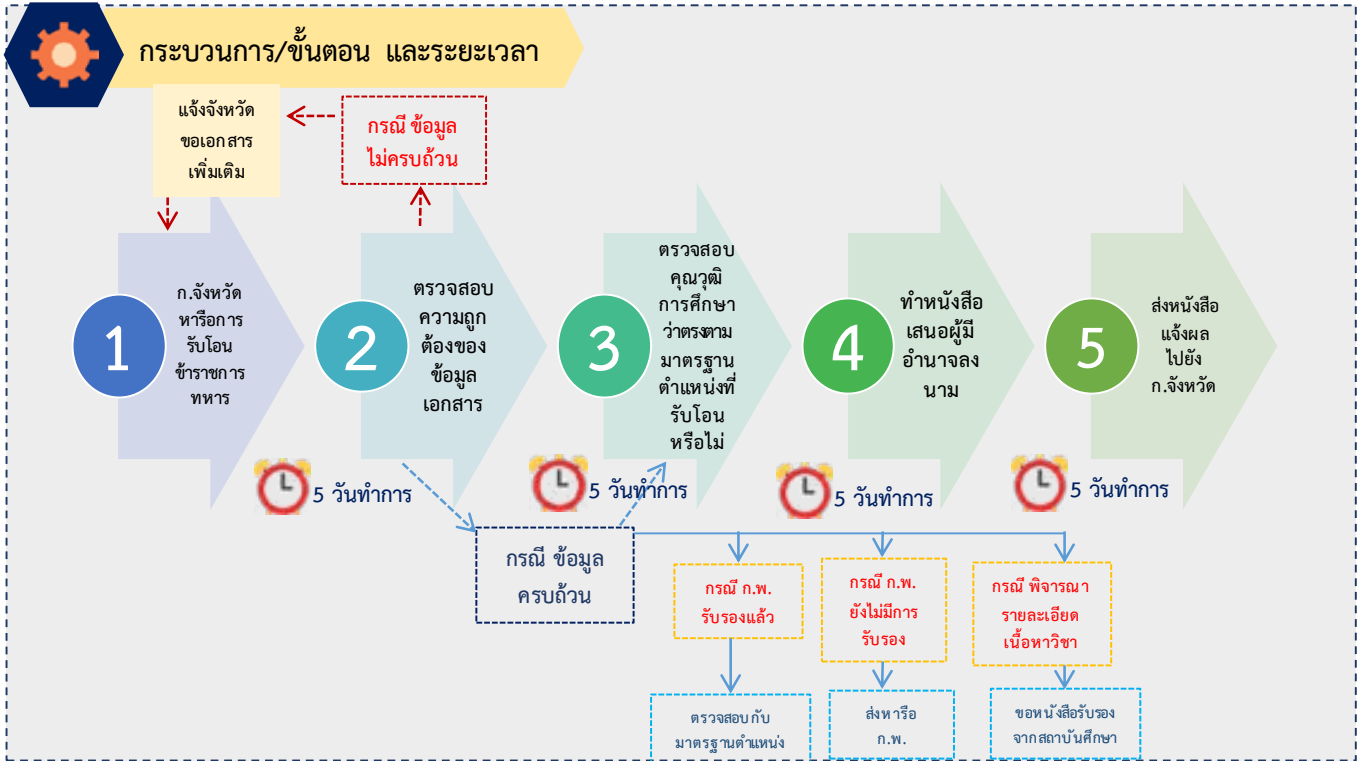 กระบวนการ/ขั้นตอน และระยะเวลา
แจ้งจังหวัด
ขอเอกสาร
เพิ่มเติม
กรณี ข้อมูล
ไม่ครบถ้วน
1
ก.จังหวัด
หารือการ
รับโอน
ข้าราชการ
ทหาร
2
ตรวจสอบ
ความถูก
ต้องของ
ข้อมูล
เอกสาร
3
ตรวจสอบ
คุณวุฒิ
การศึกษา
ว่าตรงตาม
มาตรฐาน
ตำแหน่งที่
รับโอน
หรือไม่
4
ทำหนังสือ
เสนอผู้มี
อำนาจลง
นาม
5
ส่งหนังสือ
แจ้งผล
ไปยัง
ก.จังหวัด
5 วันทำการ
5 วันทำการ
5 วันทำการ
5 วันทำการ
กรณี ข้อมูล
ครบถ้วน
กรณี ก.พ.
รับรองแล้ว
กรณี ก.พ.
ยังไม่มีการ
รับรอง
กรณี พิจารณา
รายละเอียด
เนื้อหาวิชา
ตรวจสอบกับ
มาตรฐานตำแหน่ง
ส่งหารือ
ก.พ.
ขอหนังสือรับรอง
จากสถาบันศึกษา